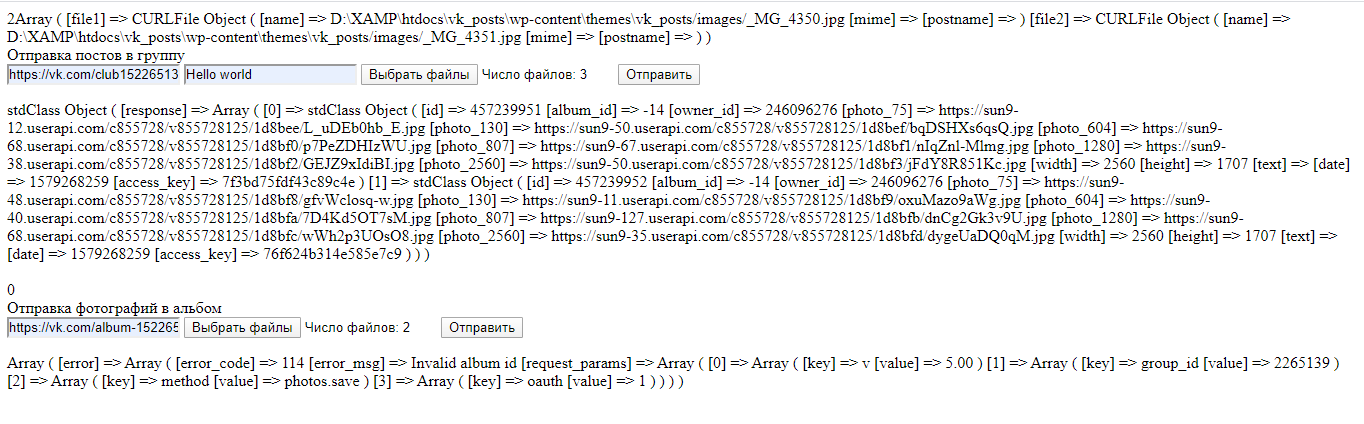 2Array ( [file1] => CURLFile Object ( [name] => D:\XAMP\htdocs\vk_posts\wp-content\themes\vk_posts/images/_MG_4350.jpg [mime] => [postname] => ) [file2] => CURLFile Object ( [name] =>
D:\XAMP\htdocs\vk_posts\wp-content\themes\vk_posts/images/_MG_4351.jpg [mime] => [postname] => ) )
Отправка постов в группу
https://vk.com/club15226513 Hello world Выбрать файлы Число файлов: 3 Отправить
stdClass Object ( [response] => Array ( [0] => stdClass Object ( [id] => 457239951 [album_id] => -14 [owner_id] => 246096276 [photo_75] => https://sun9-
12.userapi.com/c855728/v855728125/1d8bee/L_uDEb0hb_E.jpg [photo_130] => https://sun9-50.userapi.com/c855728/v855728125/1d8bef/bqDSHXs6qsQ.jpg [photo_604] => https://sun9-
68.userapi.com/c855728/v855728125/1d8bf0/p7PeZDHIzWU.jpg [photo_807] => https://sun9-67.userapi.com/c855728/v855728125/1d8bf1/nIqZnl-Mlmg.jpg [photo_1280] => https://sun9-
38.userapi.com/c855728/v855728125/1d8bf2/GEJZ9xIdiBI.jpg [photo_2560] => https://sun9-50.userapi.com/c855728/v855728125/1d8bf3/jFdY8R851Kc.jpg [width] => 2560 [height] => 1707 [text] => [date]
=> 1579268259 [access_key] => 7f3bd75fdf43c89c4e ) [1] => stdClass Object ( [id] => 457239952 [album_id] => -14 [owner_id] => 246096276 [photo_75] => https://sun9-
48.userapi.com/c855728/v855728125/1d8bf8/gfvWclosq-w.jpg [photo_130] => https://sun9-11.userapi.com/c855728/v855728125/1d8bf9/oxuMazo9aWg.jpg [photo_604] => https://sun9-
40.userapi.com/c855728/v855728125/1d8bfa/7D4Kd5OT7sM.jpg [photo_807] => https://sun9-127.userapi.com/c855728/v855728125/1d8bfb/dnCg2Gk3v9U.jpg [photo_1280] => https://sun9-
68.userapi.com/c855728/v855728125/1d8bfc/wWh2p3UOsO8.jpg [photo_2560] => https://sun9-35.userapi.com/c855728/v855728125/1d8bfd/dygeUaDQ0qM.jpg [width] => 2560 [height] => 1707 [text] =>
[date] => 1579268259 [access_key] => 76f624b314e585e7c9 ) ) )
0
Отправка фотографий в альбом
https://vk.com/album-152265 Выбрать файлы Число файлов: 2 Отправить
Array ( [error] => Array ( [error_code] => 114 [error_msg] => Invalid album id [request_params] => Array ( [0] => Array ( [key] => v [value] => 5.00 ) [1] => Array ( [key] => group_id [value] => 2265139 )
[2] => Array ( [key] => method [value] => photos.save ) [3] => Array ( [key] => oauth [value] => 1 ) ) ) )